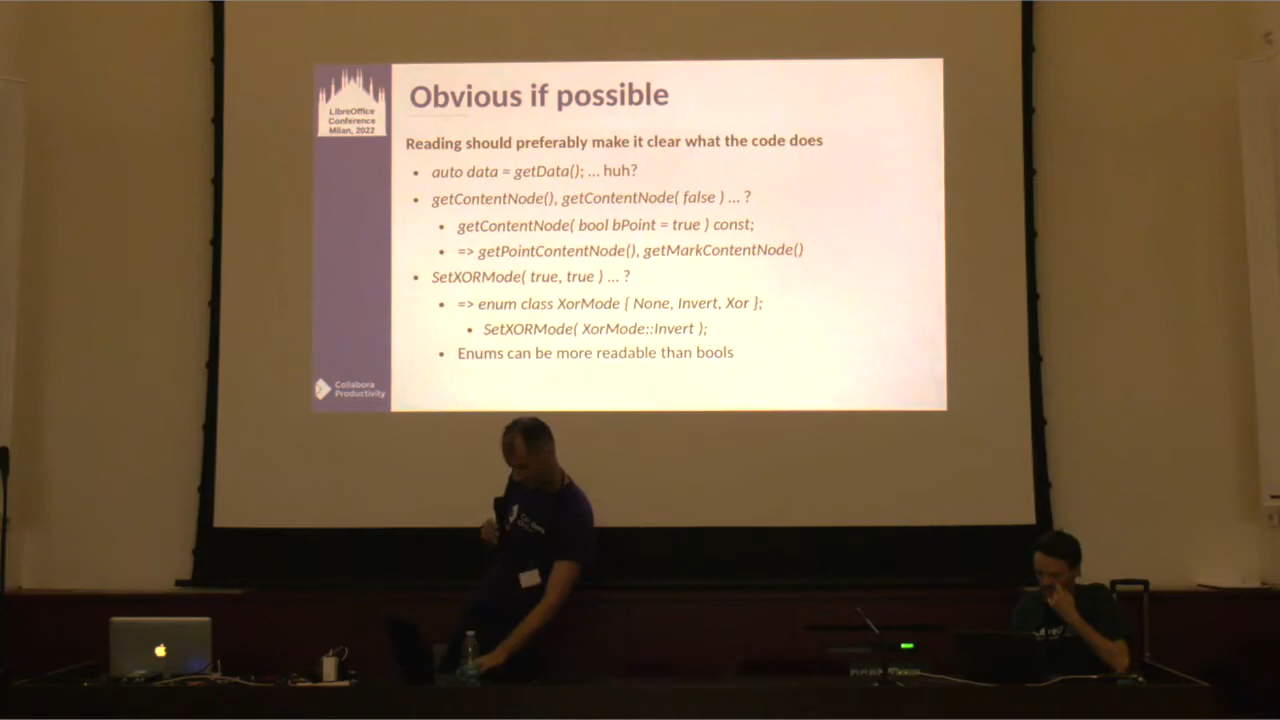 LibreOffice
Conference
Milan, 2022
Obvious if possible
Reading should preferably make it clear what the code does
• auto data = getData(); ... huh?
• getContentNode(), getContentNode( false ) ... ?
• getContentNode( bool bPoint = true ) const;
• => getPointContentNode(), getMarkContentNode()
• SetXORMode( true, true ) ... ?
• => enum class XorMode { None, Invert, Xor };
• SetXORMode( XorMode::Invert );
• Enums can be more readable than bools
Collabora
Productivity